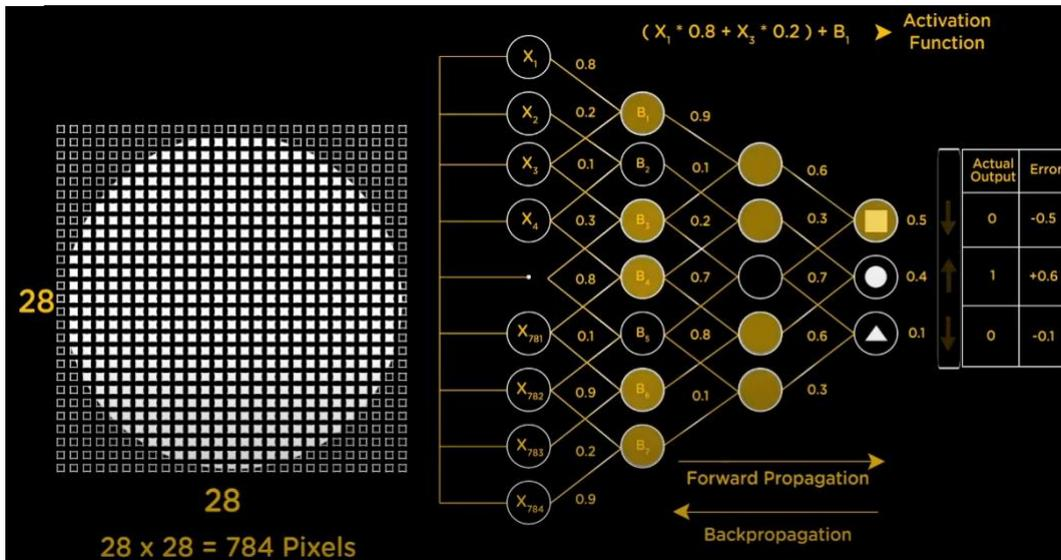 ( X₁ * 0.8 + X₃ * 0.2 ) + B₁
Activation
Function
X₁
0.8
X₂
0.2
B₁
0.9
X₃
0.1
B₂
0.1
0.6
Actual
Output
Error
X₄
0.3
B₃
0.2
0.3
0.5
0
-0.5
28
0.8
B₄
0.7
0.7
0.4
1
+0.6
X₇₈₁
0.1
B₅
0.8
0.6
0.1
0
-0.1
X₇₈₂
0.9
B₆
0.1
0.3
X₇₈₃
0.2
B₇
Forward Propagation
28
X₇₈₄
0.9
Backpropagation
28 x 28 = 784 Pixels